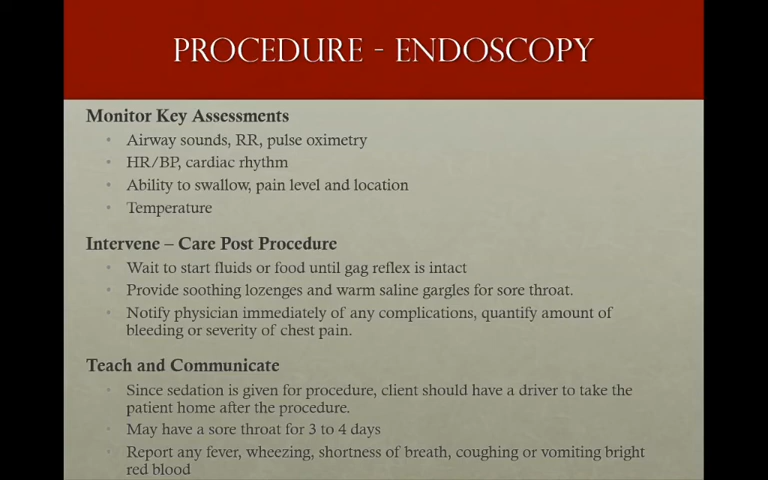 PROCEDURE - ENDOSCOPY
Monitor Key Assessments
• Airway sounds, RR, pulse oximetry
• HR/BP, cardiac rhythm
• Ability to swallow, pain level and location
• Temperature
Intervene – Care Post Procedure
• Wait to start fluids or food until gag reflex is intact
• Provide soothing lozenges and warm saline gargles for sore throat.
• Notify physician immediately of any complications, quantify amount of
bleeding or severity of chest pain.
Teach and Communicate
• Since sedation is given for procedure, client should have a driver to take the
patient home after the procedure.
• May have a sore throat for 3 to 4 days
• Report any fever, wheezing, shortness of breath, coughing or vomiting bright
red blood